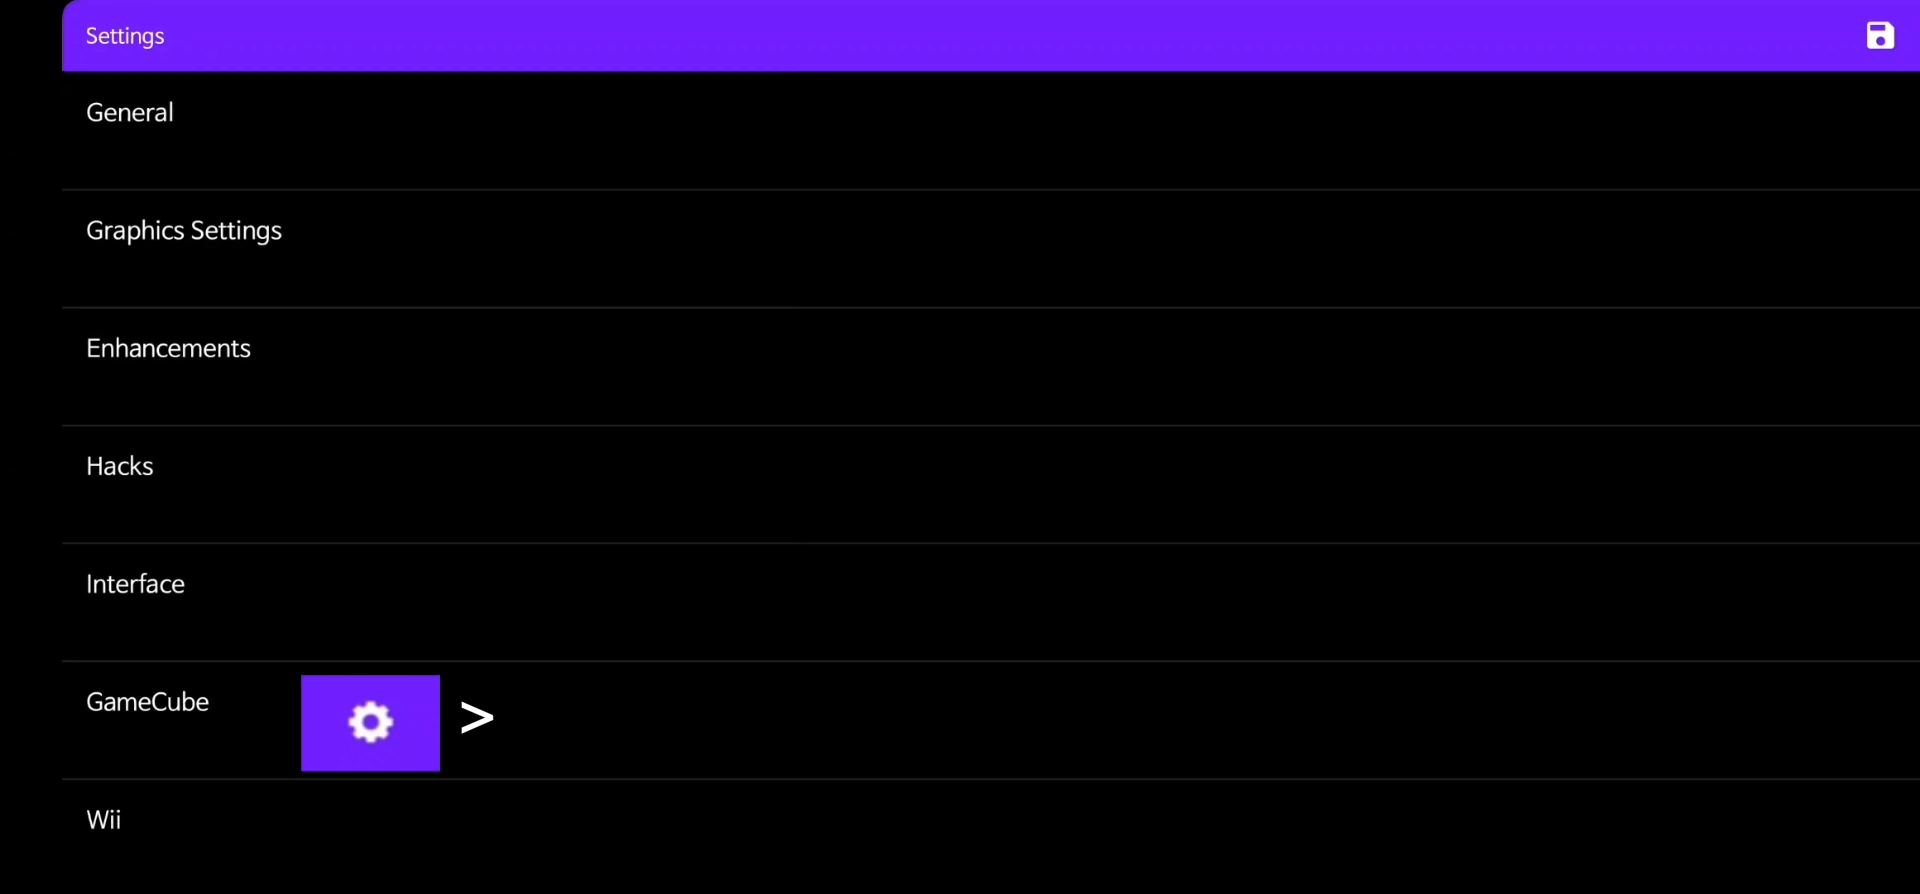 Settings
General
Graphics Settings
Enhancements
Hacks
Interface
GameCube >
Wii